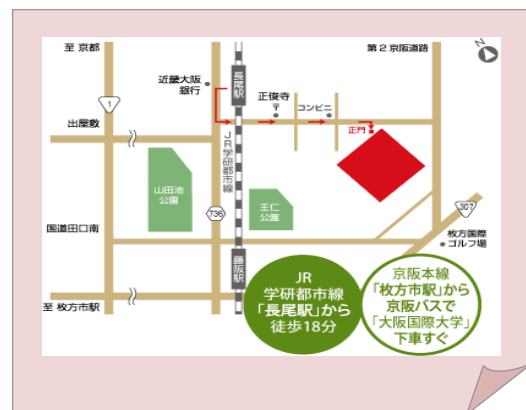 至 京都
第2京阪道路
N
近畿大阪
銀行
長尾駅
正俊寺
〒
コンビニ
1
出屋敷
正門
JR学研都市線
山田池
公園
王仁
公園
736
307
国道田口南
枚方国際
ゴルフ場
藤阪駅
至 枚方市駅
JR
学研都市線
「長尾駅」から
徒歩18分
京阪本線
「枚方市駅」から
京阪バスで
「大阪国際大学」
下車すぐ